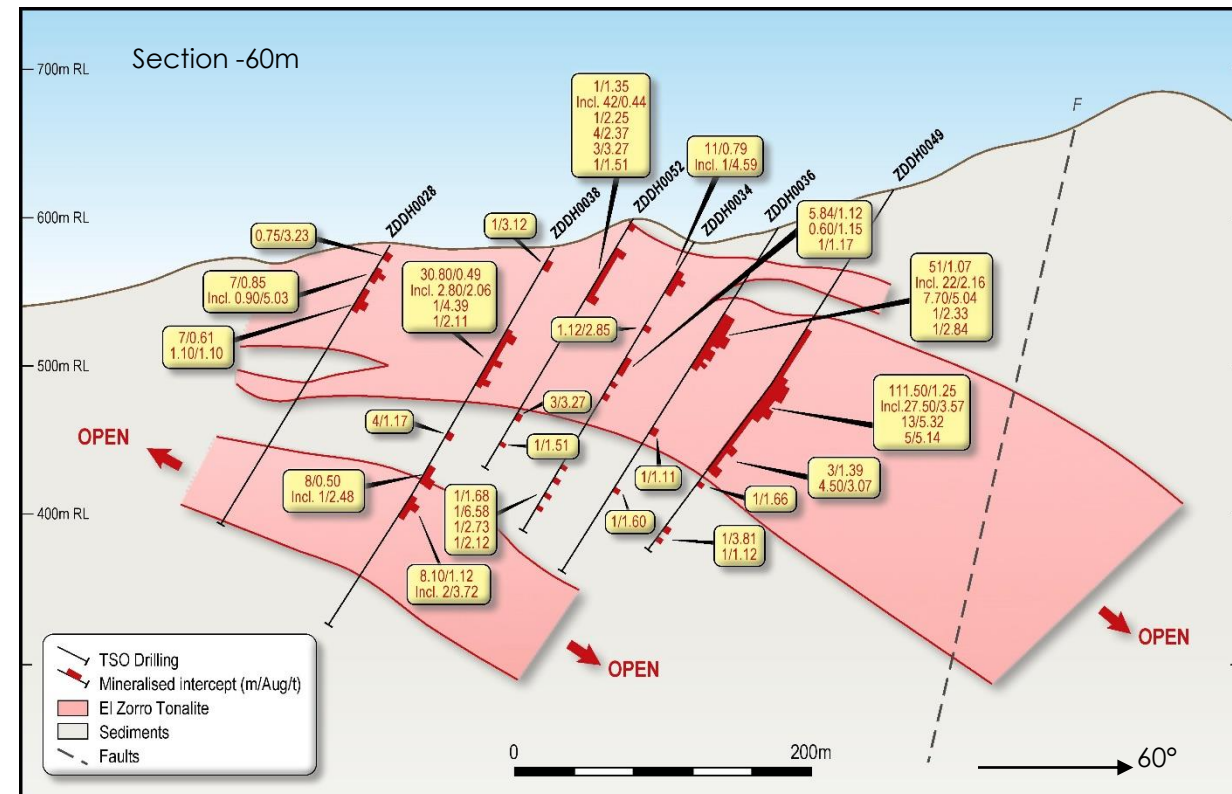 Section -60m
700m RL
600m RL
500m RL
400m RL
ZDDH0028
ZDDH0038
ZDDH0052
ZDDH0034
ZDDH0036
ZDDH0049
F
1/1.35
Incl. 42/0.44
1/2.25
4/2.37
3/3.27
1/1.51
11/0.79
Incl. 1/4.59
5.84/1.12
0.60/1.15
1/1.17
0.75/3.23
1/3.12
7/0.85
Incl. 0.90/5.03
30.80/0.49
Incl. 2.80/2.06
1/4.39
1/2.11
51/1.07
Incl. 22/2.16
7.70/5.04
1/2.33
1/2.84
7/0.61
1.10/1.10
1.12/2.85
111.50/1.25
Incl.27.50/3.57
13/5.32
5/5.14
4/1.17
3/3.27
1/1.51
OPEN
8/0.50
Incl. 1/2.48
1/1.68
1/6.58
1/2.73
1/2.12
1/1.11
1/1.60
3/1.39
4.50/3.07
1/1.66
1/3.81
1/1.12
8.10/1.12
Incl. 2/3.72
OPEN
OPEN
TSO Drilling
Mineralised intercept (m/Aug/t)
El Zorro Tonalite
Sediments
Faults
0
200m
60°